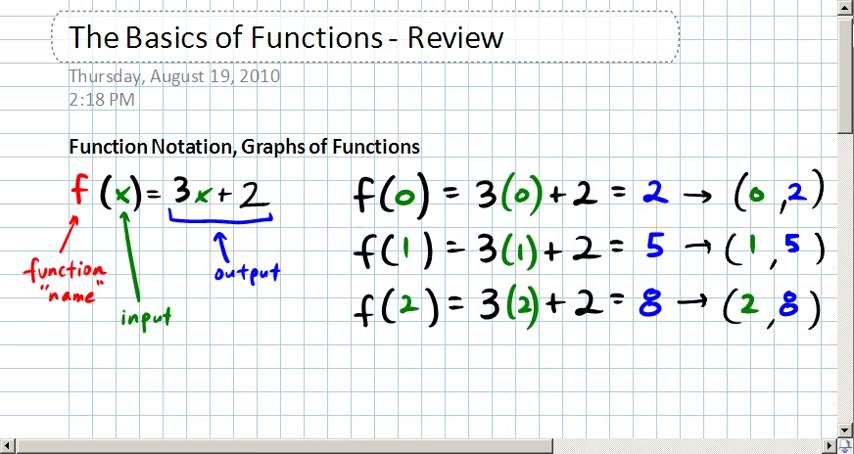 The Basics of Functions - Review
Thursday, August 19, 2010
2:18 PM
Function Notation, Graphs of Functions
f(x) = 3x + 2
function "name"
input
output
f(0) = 3(0) + 2 = 2 → (0, 2)
f(1) = 3(1) + 2 = 5 → (1, 5)
f(2) = 3(2) + 2 = 8 → (2, 8)